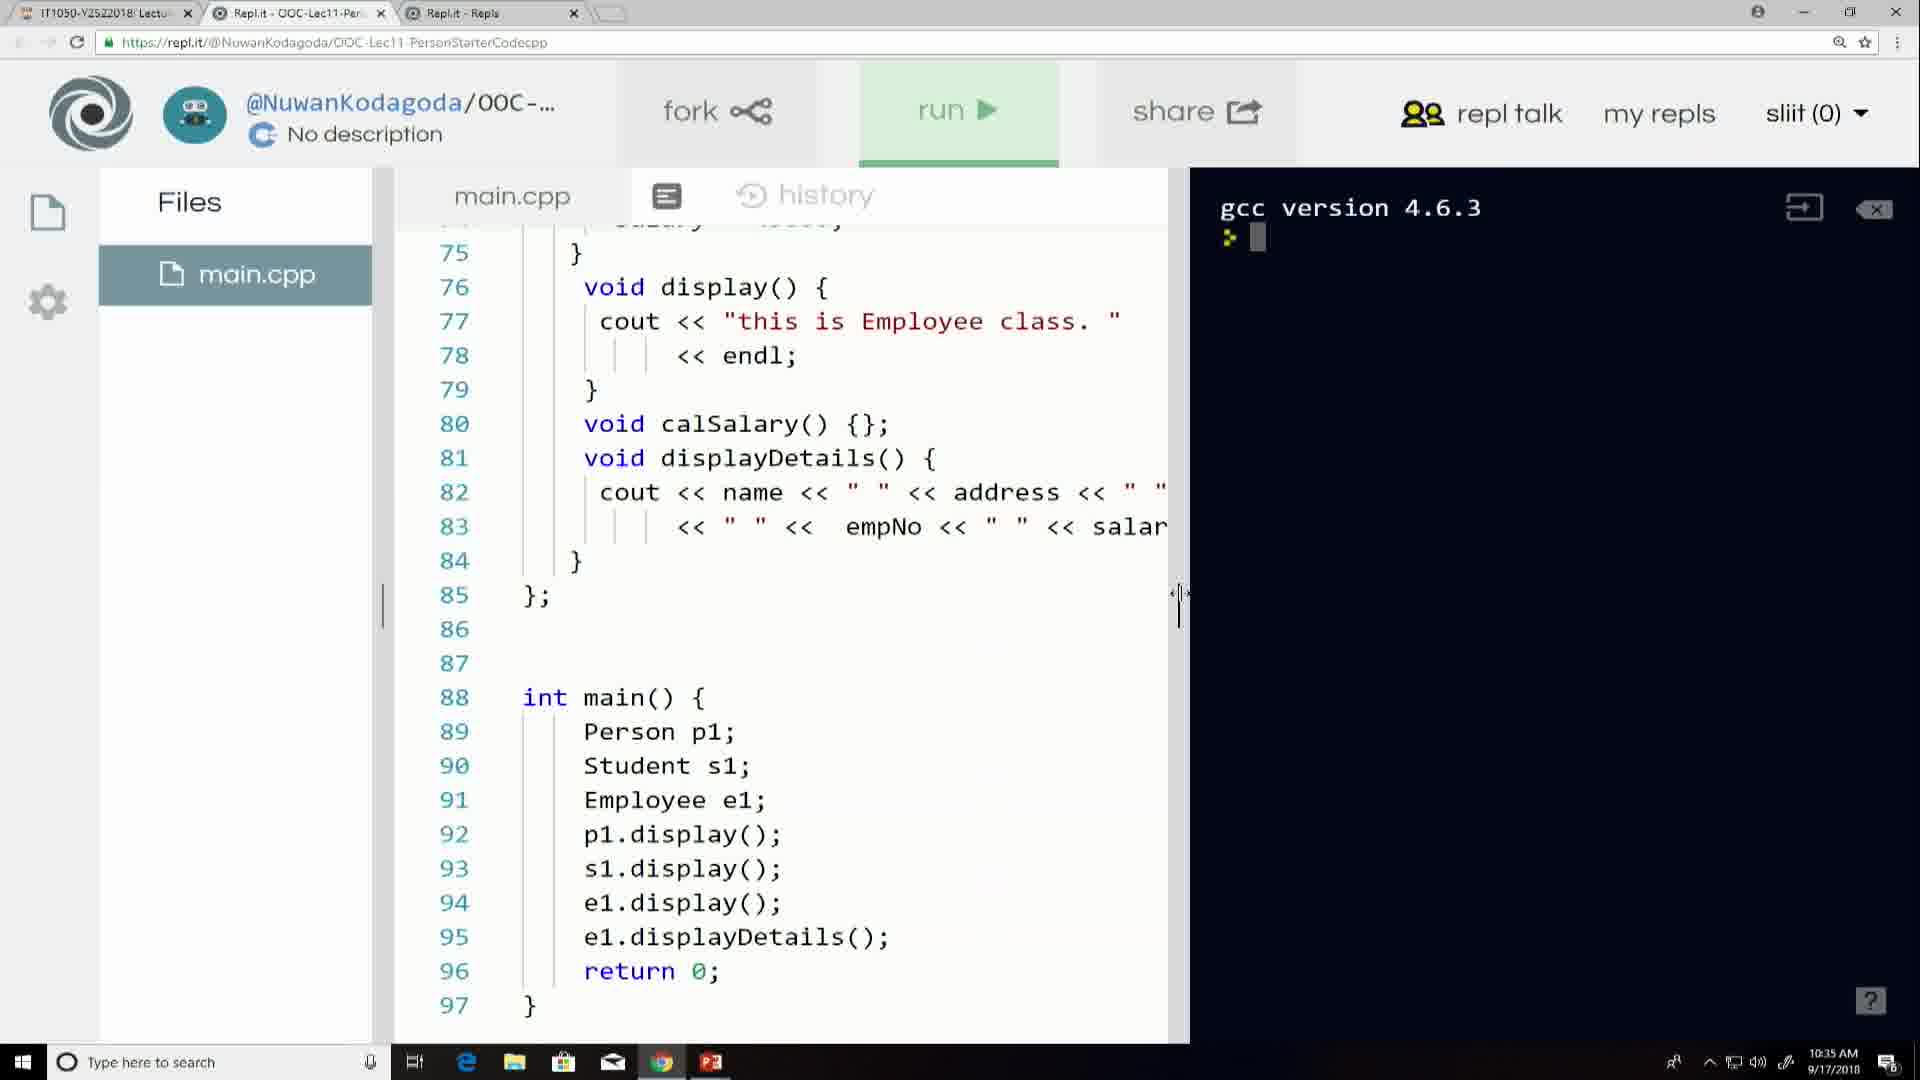 IT1050-Y2S22018: Lectu
Repl.it - OOC-Lec11-Per
Repl.it - Repls
https://repl.it/@NuwanKodagoda/OOC-Lec11-PersonStarterCodecpp
@NuwanKodagoda/OOC-...
No description
fork
run
share
repl talk
my repls
sliit (0)
Files
main.cpp
main.cpp
history
75 }
76 void display() {
77 cout << "this is Employee class. "
78 << endl;
79 }
80 void calSalary() {};
81 void displayDetails() {
82 cout << name << " " << address << " "
83 << " " << empNo << " " << salar
84 }
85 };
86
87
88 int main() {
89 Person p1;
90 Student s1;
91 Employee e1;
92 p1.display();
93 s1.display();
94 e1.display();
95 e1.displayDetails();
96 return 0;
97 }
gcc version 4.6.3
?
Type here to search
10:35 AM
9/17/2018